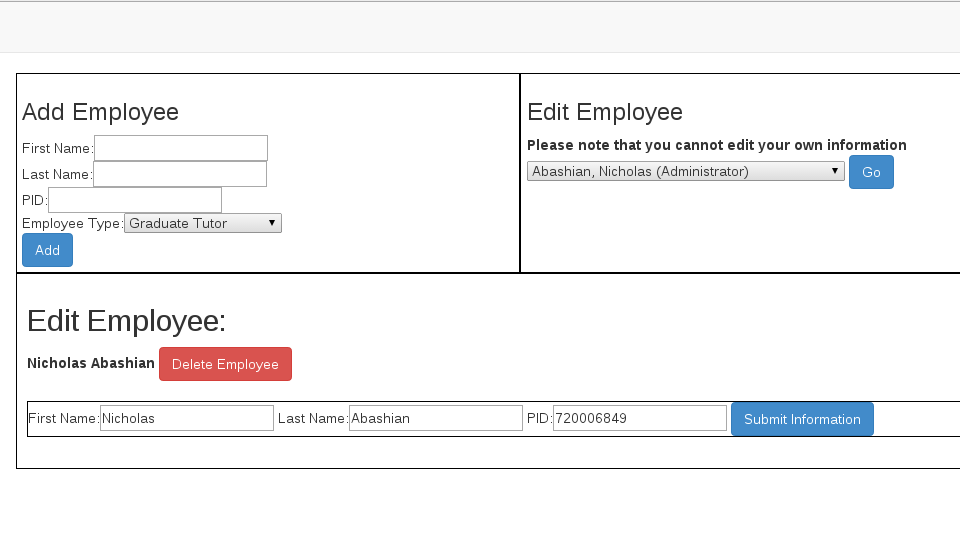 Add Employee
First Name:
Last Name:
PID:
Employee Type: Graduate Tutor
Add
Edit Employee
Please note that you cannot edit your own information
Abashian, Nicholas (Administrator) Go
Edit Employee:
Nicholas Abashian Delete Employee
First Name: Nicholas Last Name: Abashian PID: 720006849 Submit Information